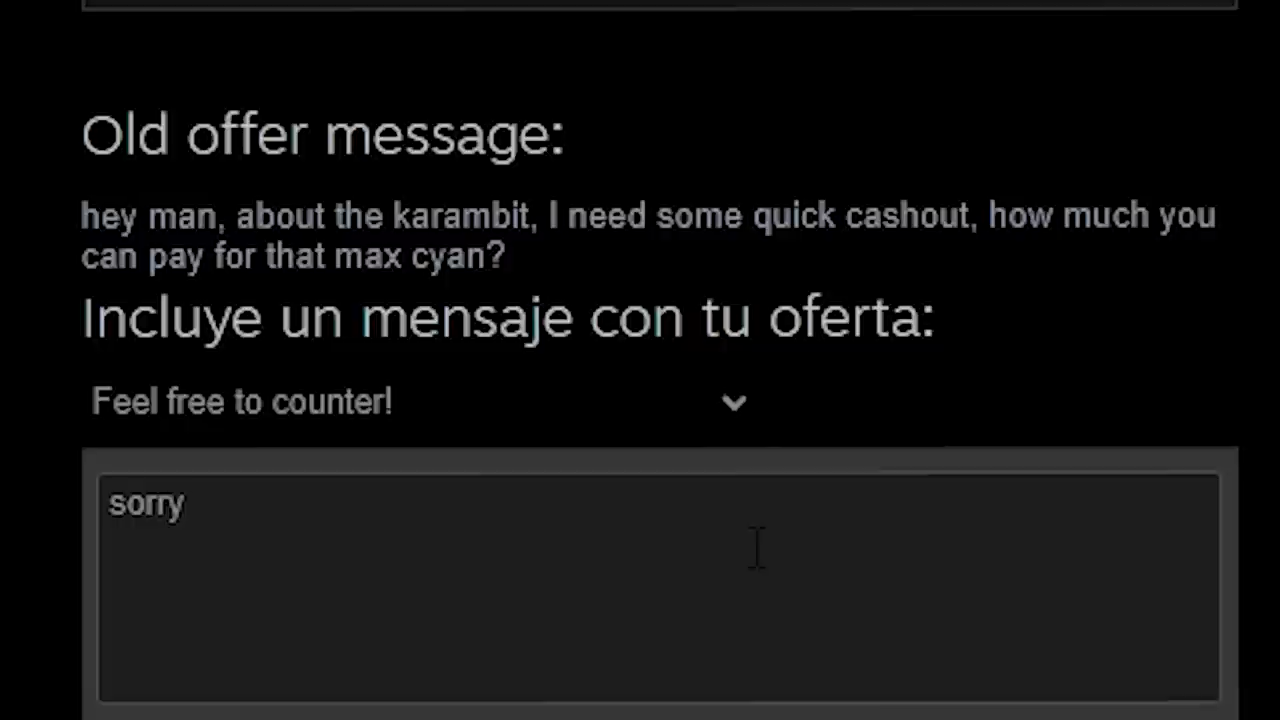 Old offer message:
hey man, about the karambit, I need some quick cashout, how much you
can pay for that max cyan?
Incluye un mensaje con tu oferta:
Feel free to counter!
sorry